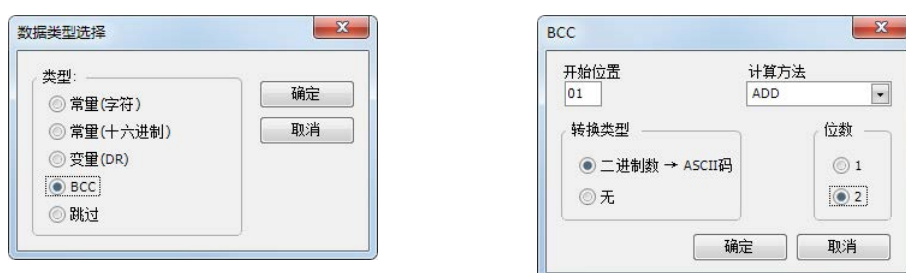 数据类型选择
类型:
常量(字符)
常量(十六进制)
变量(DR)
BCC
跳过
确定
取消
BCC
开始位置
01
计算方法
ADD
转换类型
二进制数 → ASCII码
无
位数
1
2
确定
取消